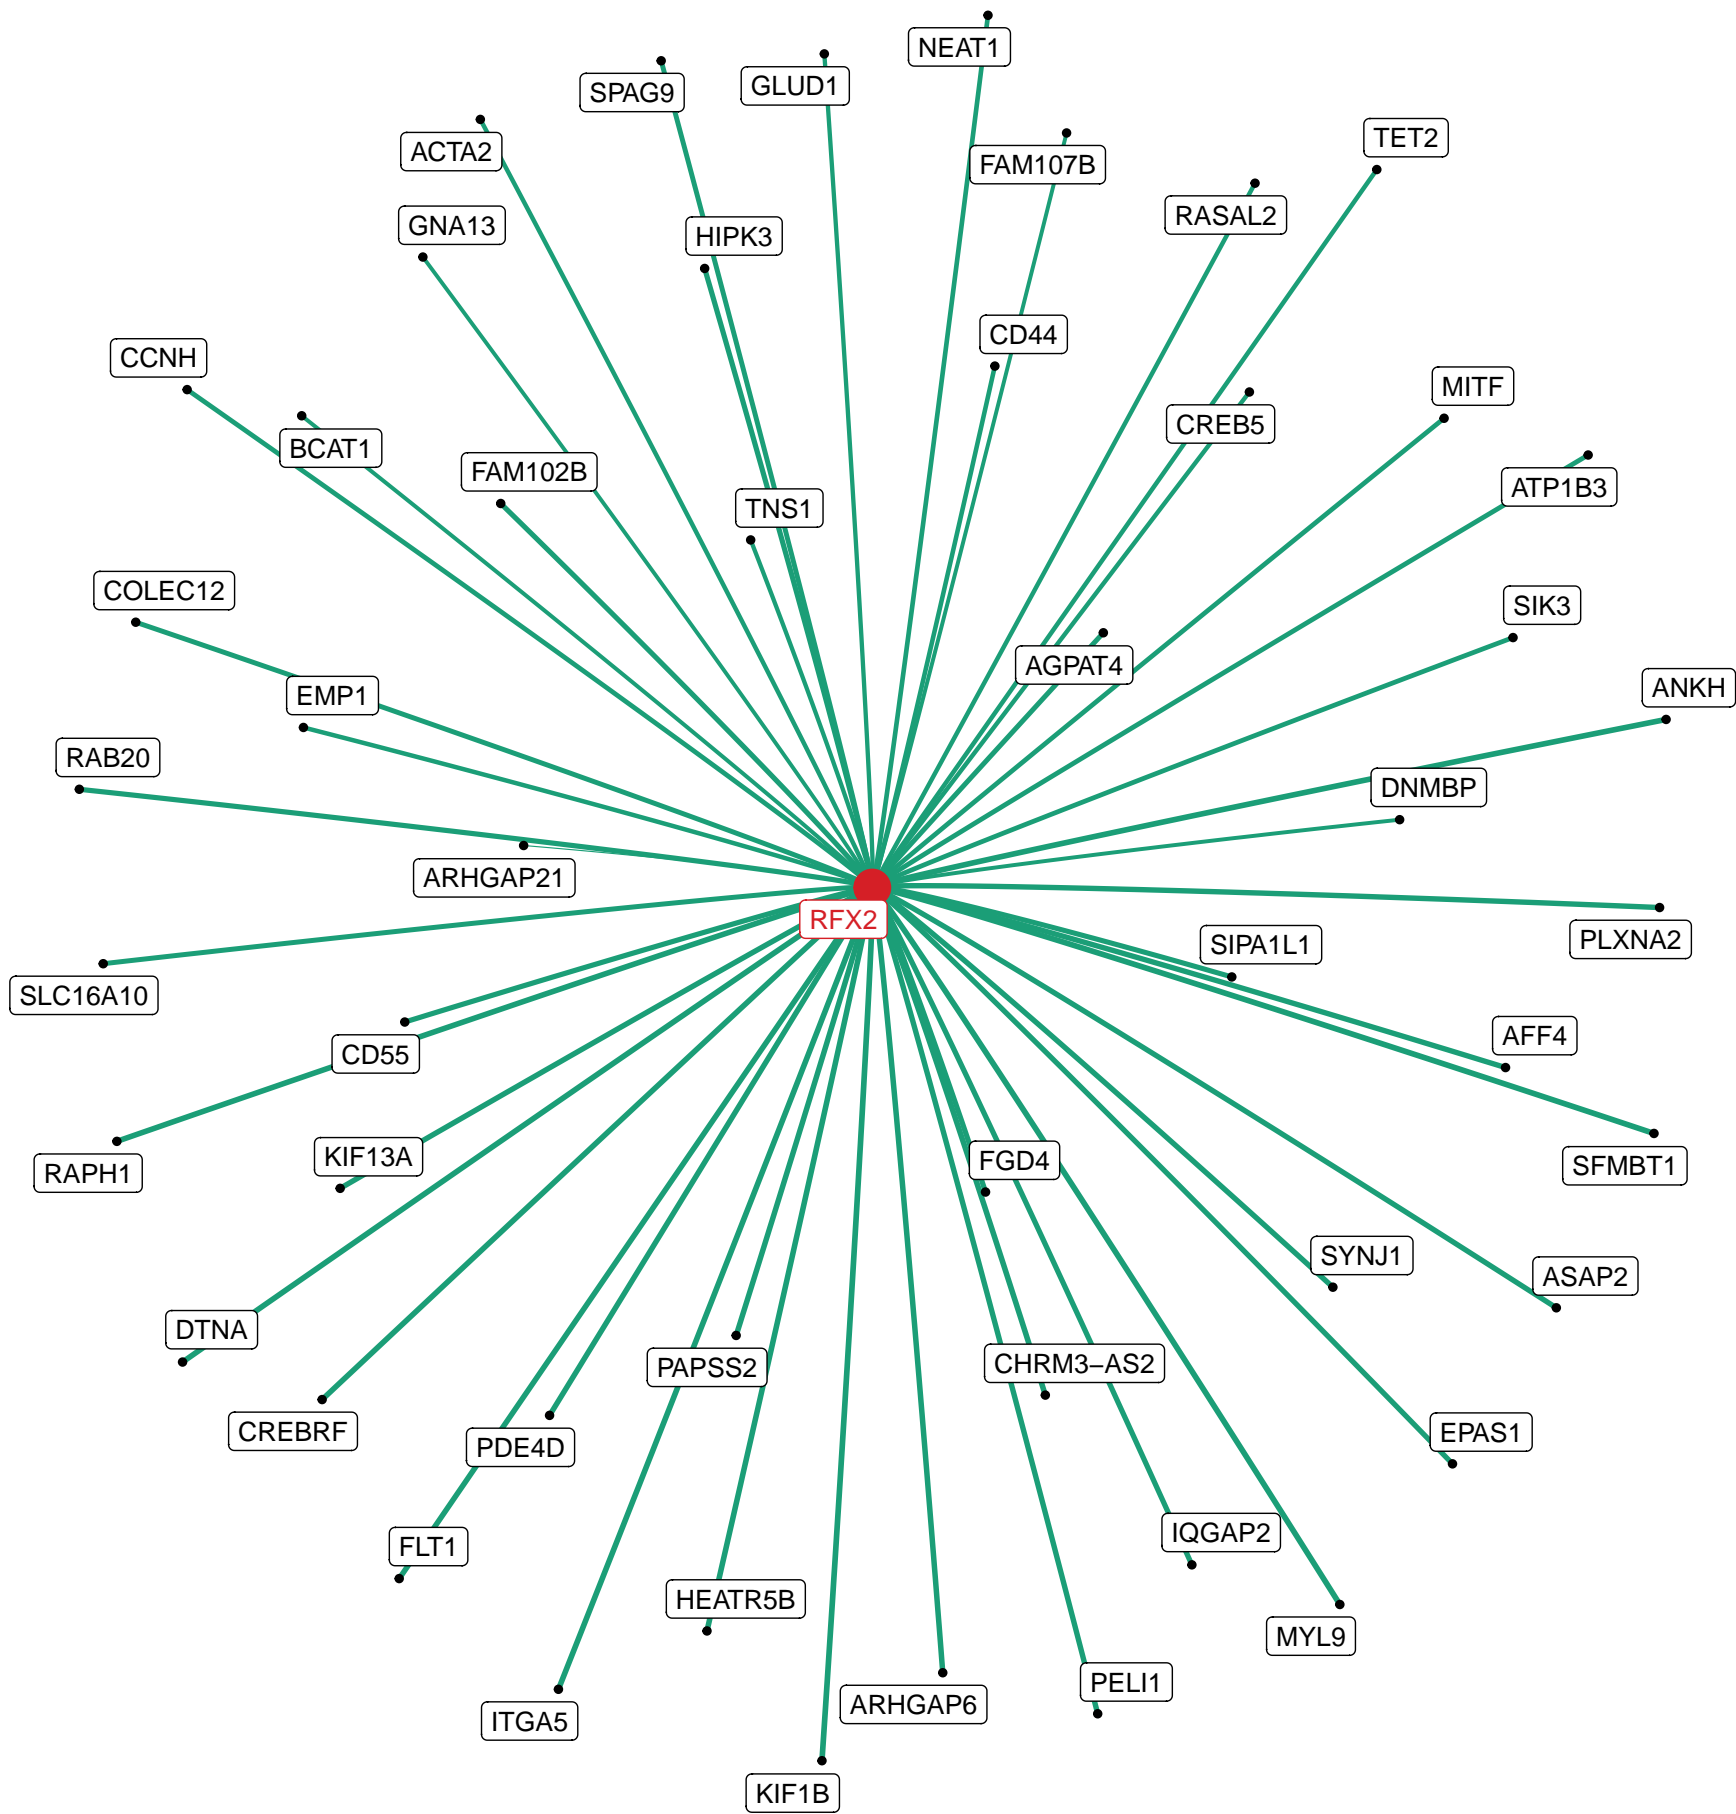 NEAT1
SPAG9
GLUD1
TET2
ACTA2
FAM107B
RASAL2
GNA13
HIPK3
CD44
CCNH
MITF
CREB5
BCAT1
FAM102B
ATP1B3
TNS1
COLEC12
SIK3
AGPAT4
EMP1
ANKH
RAB20
DNMBP
ARHGAP21
RFX2
PLXNA2
SIPA1L1
SLC16A10
AFF4
CD55
KIF13A
FGD4
SFMBT1
RAPH1
SYNJ1
ASAP2
DTNA
PAPSS2
CHRM3−AS2
CREBRF
EPAS1
PDE4D
IQGAP2
FLT1
HEATR5B
MYL9
PELI1
ARHGAP6
ITGA5
KIF1B